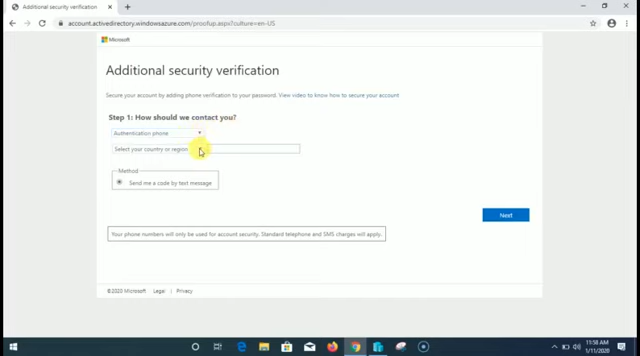 Additional security verification
account.activedirectory.windowsazure.com/proofup.aspx?culture=en-US
Microsoft
Additional security verification
Secure your account by adding phone verification to your password. View video to know how to secure your account
Step 1: How should we contact you?
Authentication phone
Select your country or region
Method
Send me a code by text message
Next
Your phone numbers will only be used for account security. Standard telephone and SMS charges will apply.
©2020 Microsoft Legal | Privacy
11:58 AM
1/11/2020